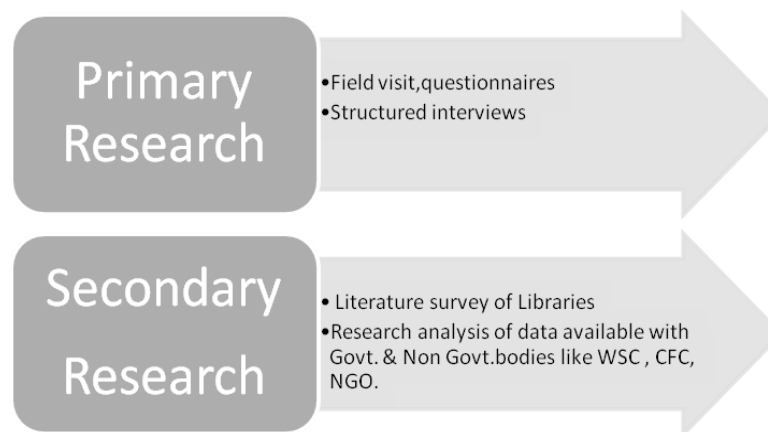 Primary
Research
•Field visit,questionnaires
•Structured interviews
Secondary
Research
• Literature survey of Libraries
•Research analysis of data available with
Govt. & Non Govt.bodies like WSC , CFC,
NGO.